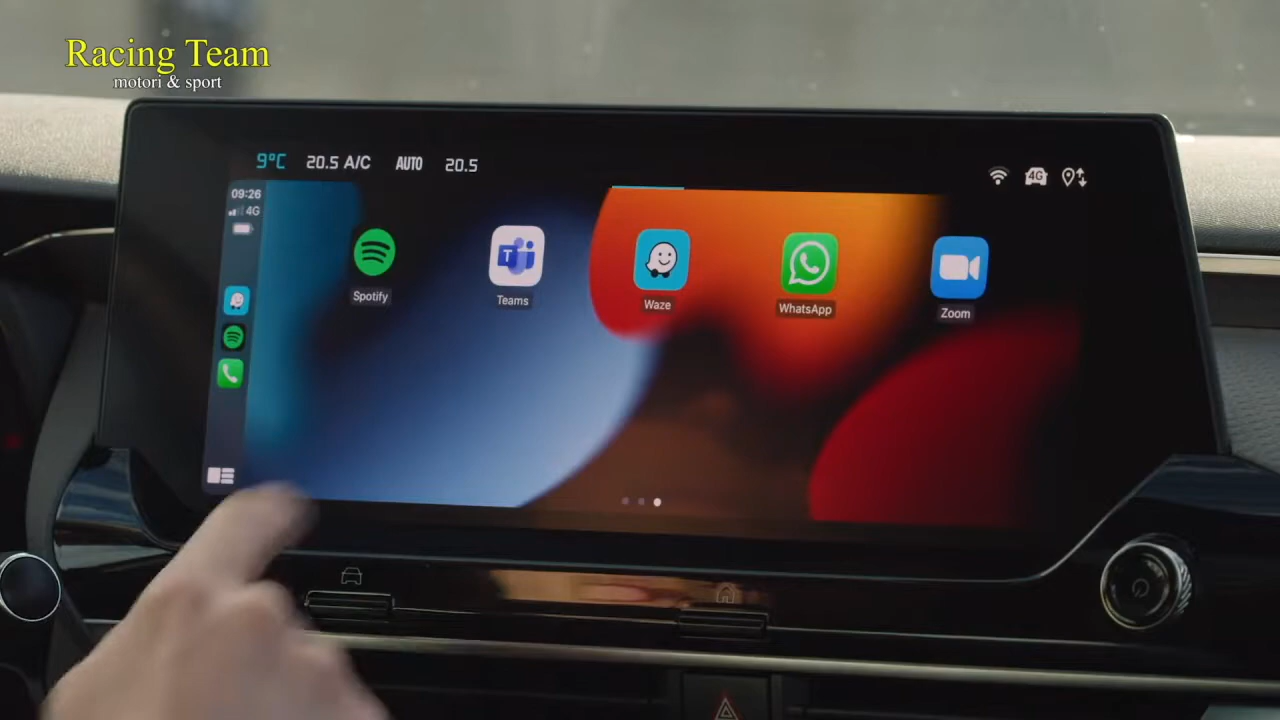 Racing Team
motori & sport
9°C 20.5 A/C AUTO 20.5
4G
09:26
4G
Spotify
Teams
Waze
WhatsApp
Zoom